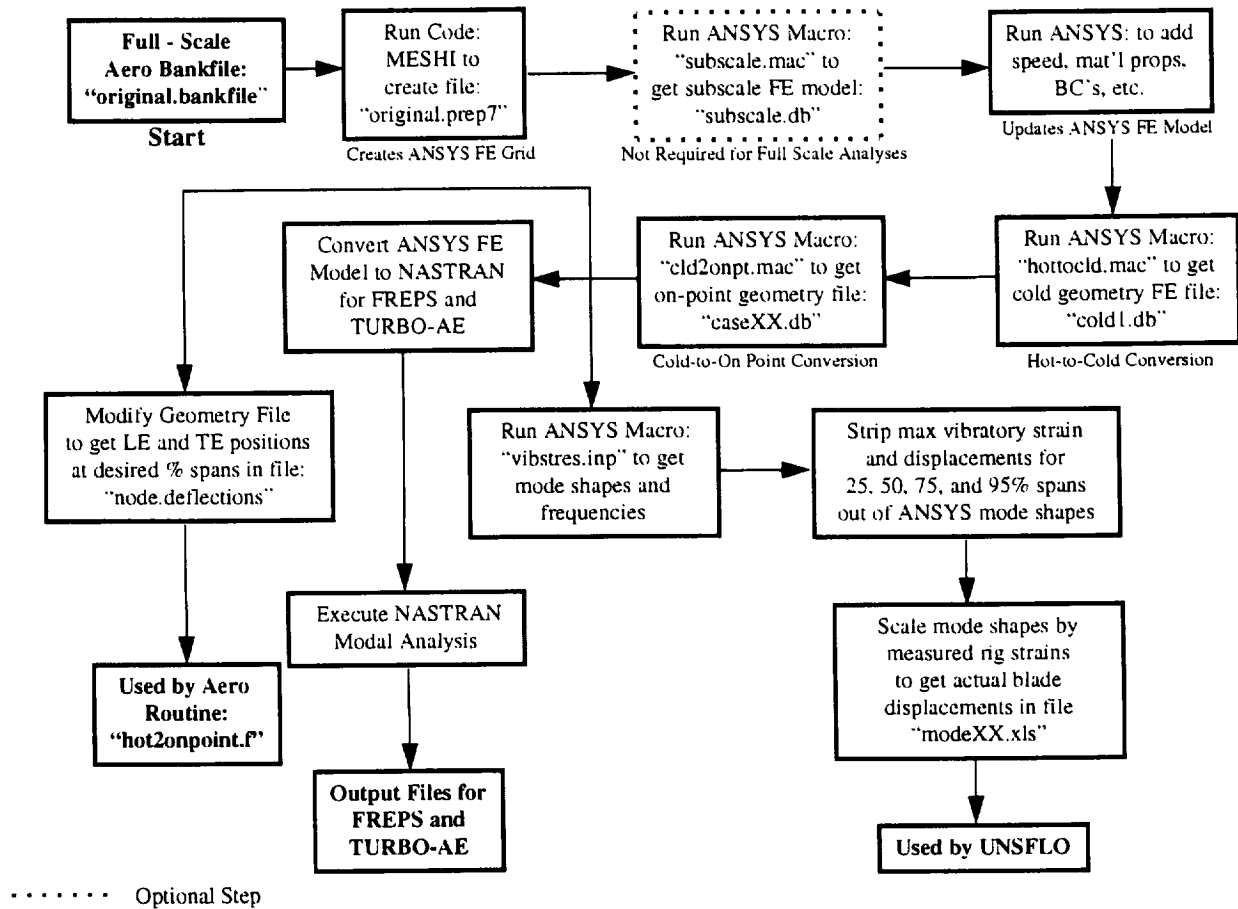 Full - Scale
Aero Bankfile:
“original.bankfile”
Start
Run Code:
MESHI to
create file:
“original.prep7”
Creates ANSYS FE Grid
Run ANSYS Macro:
“subscale.mac” to
get subscale FE model:
“subscale.db”
Not Required for Full Scale Analyses
Run ANSYS: to add
speed, mat'l props,
BC's, etc.
Updates ANSYS FE Model
Convert ANSYS FE
Model to NASTRAN
for FREPS and
TURBO-AE
Run ANSYS Macro:
“cld2onpt.mac” to get
on-point geometry file:
“caseXX.db”
Cold-to-On Point Conversion
Run ANSYS Macro:
“hottocld.mac” to get
cold geometry FE file:
“cold1.db”
Hot-to-Cold Conversion
Modify Geometry File
to get LE and TE positions
at desired % spans in file:
“node.deflections”
Run ANSYS Macro:
“vibstres.inp” to get
mode shapes and
frequencies
Strip max vibratory strain
and displacements for
25, 50, 75, and 95% spans
out of ANSYS mode shapes
Execute NASTRAN
Modal Analysis
Scale mode shapes by
measured rig strains
to get actual blade
displacements in file
“modeXX.xls”
Used by Aero
Routine:
“hot2onpoint.f”
Output Files for
FREPS and
TURBO-AE
Used by UNSFLO
Optional Step